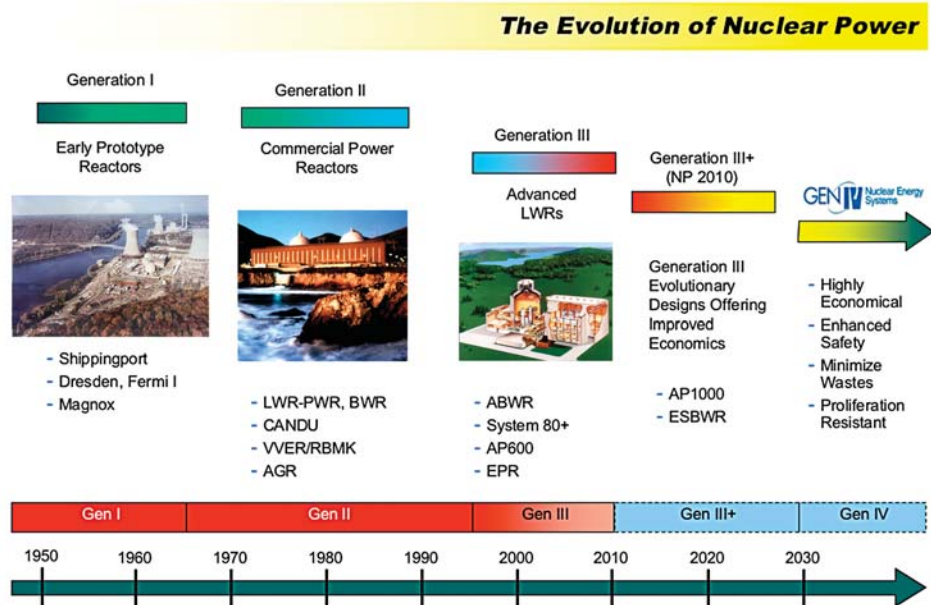 The Evolution of Nuclear Power
Generation I
Early Prototype
Reactors
- Shippingport
- Dresden, Fermi I
- Magnox
Generation II
Commercial Power
Reactors
- LWR-PWR, BWR
- CANDU
- VVER/RBMK
- AGR
Generation III
Advanced
LWRs
- ABWR
- System 80+
- AP600
- EPR
Generation III+
(NP 2010)
Generation III
Evolutionary
Designs Offering
Improved
Economics
- AP1000
- ESBWR
GENIV Nuclear Energy
Systems
- Highly
Economical
- Enhanced
Safety
- Minimize
Wastes
- Proliferation
Resistant
Gen I
Gen II
Gen III
Gen III+
Gen IV
1950
1960
1970
1980
1990
2000
2010
2020
2030